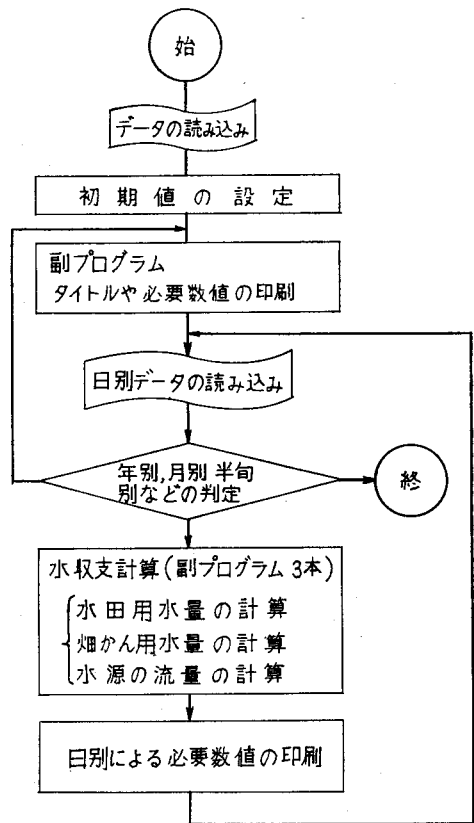 始
データの読み込み
初期値の設定
副プログラム
タイトルや必要数値の印刷
日別データの読み込み
年別,月別 半旬
別などの判定
終
水収支計算(副プログラム 3本)
水田用水量の計算
畑かん用水量の計算
水源の流量の計算
日別による必要数値の印刷